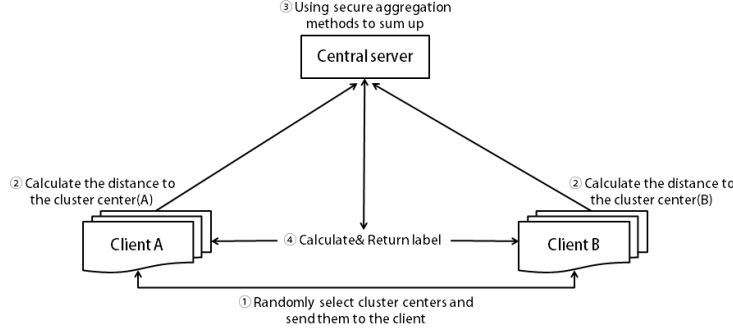 ③ Using secure aggregation
methods to sum up
Central server
② Calculate the distance to
the cluster center(A)
② Calculate the distance to
the cluster center(B)
Client A
④ Calculate& Return label
Client B
① Randomly select cluster centers and
send them to the client